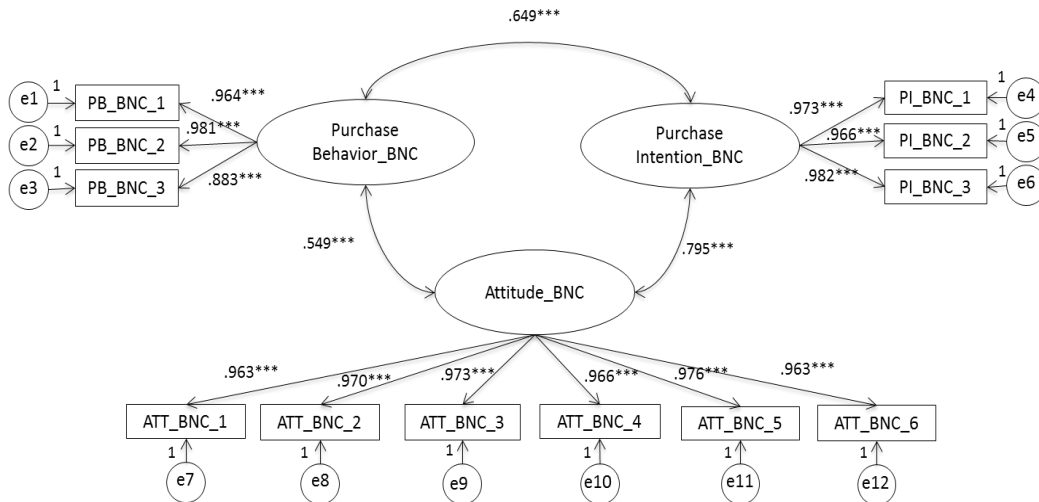 .649***
1
e1
PB_BNC_1
.964***
1
e2
PB_BNC_2
.981***
1
e3
PB_BNC_3
.883***
Purchase
Behavior_BNC
Purchase
Intention_BNC
.973***
PI_BNC_1
1
e4
.966***
PI_BNC_2
1
e5
.982***
PI_BNC_3
1
e6
.549***
.795***
Attitude_BNC
.963***
.970***
.973***
.966***
.976***
.963***
ATT_BNC_1
ATT_BNC_2
ATT_BNC_3
ATT_BNC_4
ATT_BNC_5
ATT_BNC_6
1
1
1
1
1
1
e7
e8
e9
e10
e11
e12